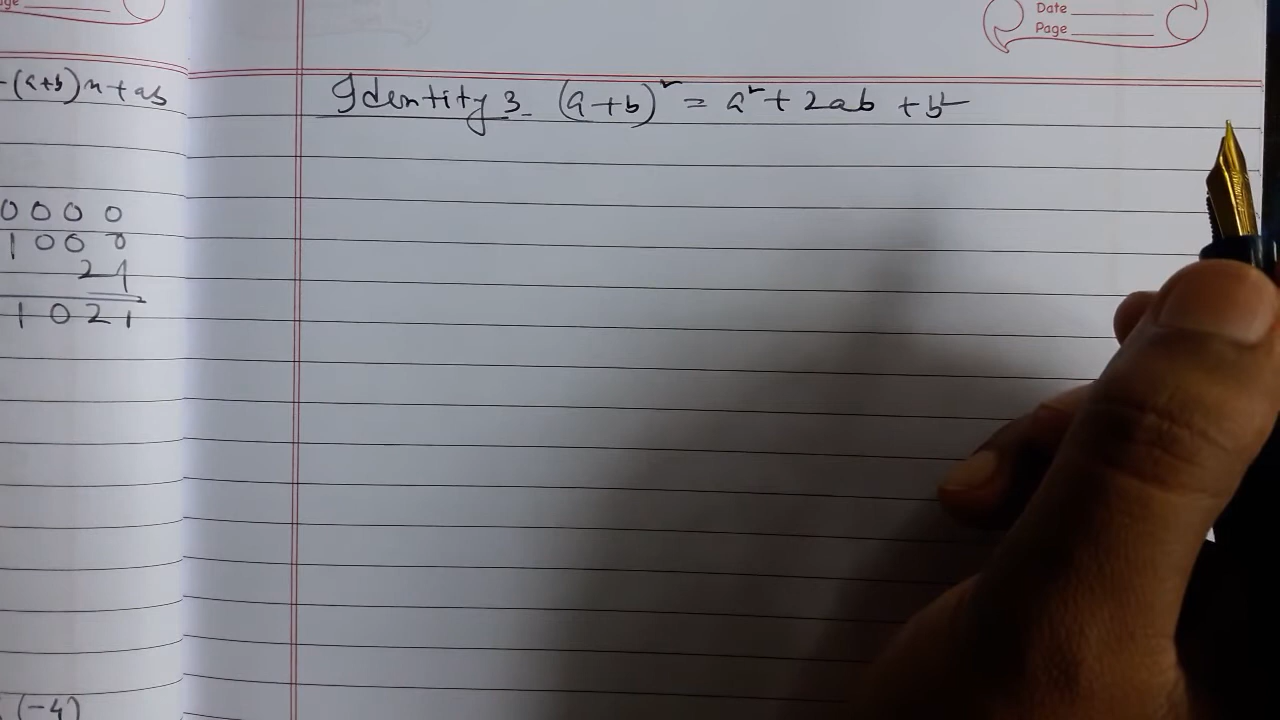 -(a+b)x+ab
0000
1000
21
1021
(-4)
Date
Page
Identity 3 (a+b)² = a² + 2ab + b²